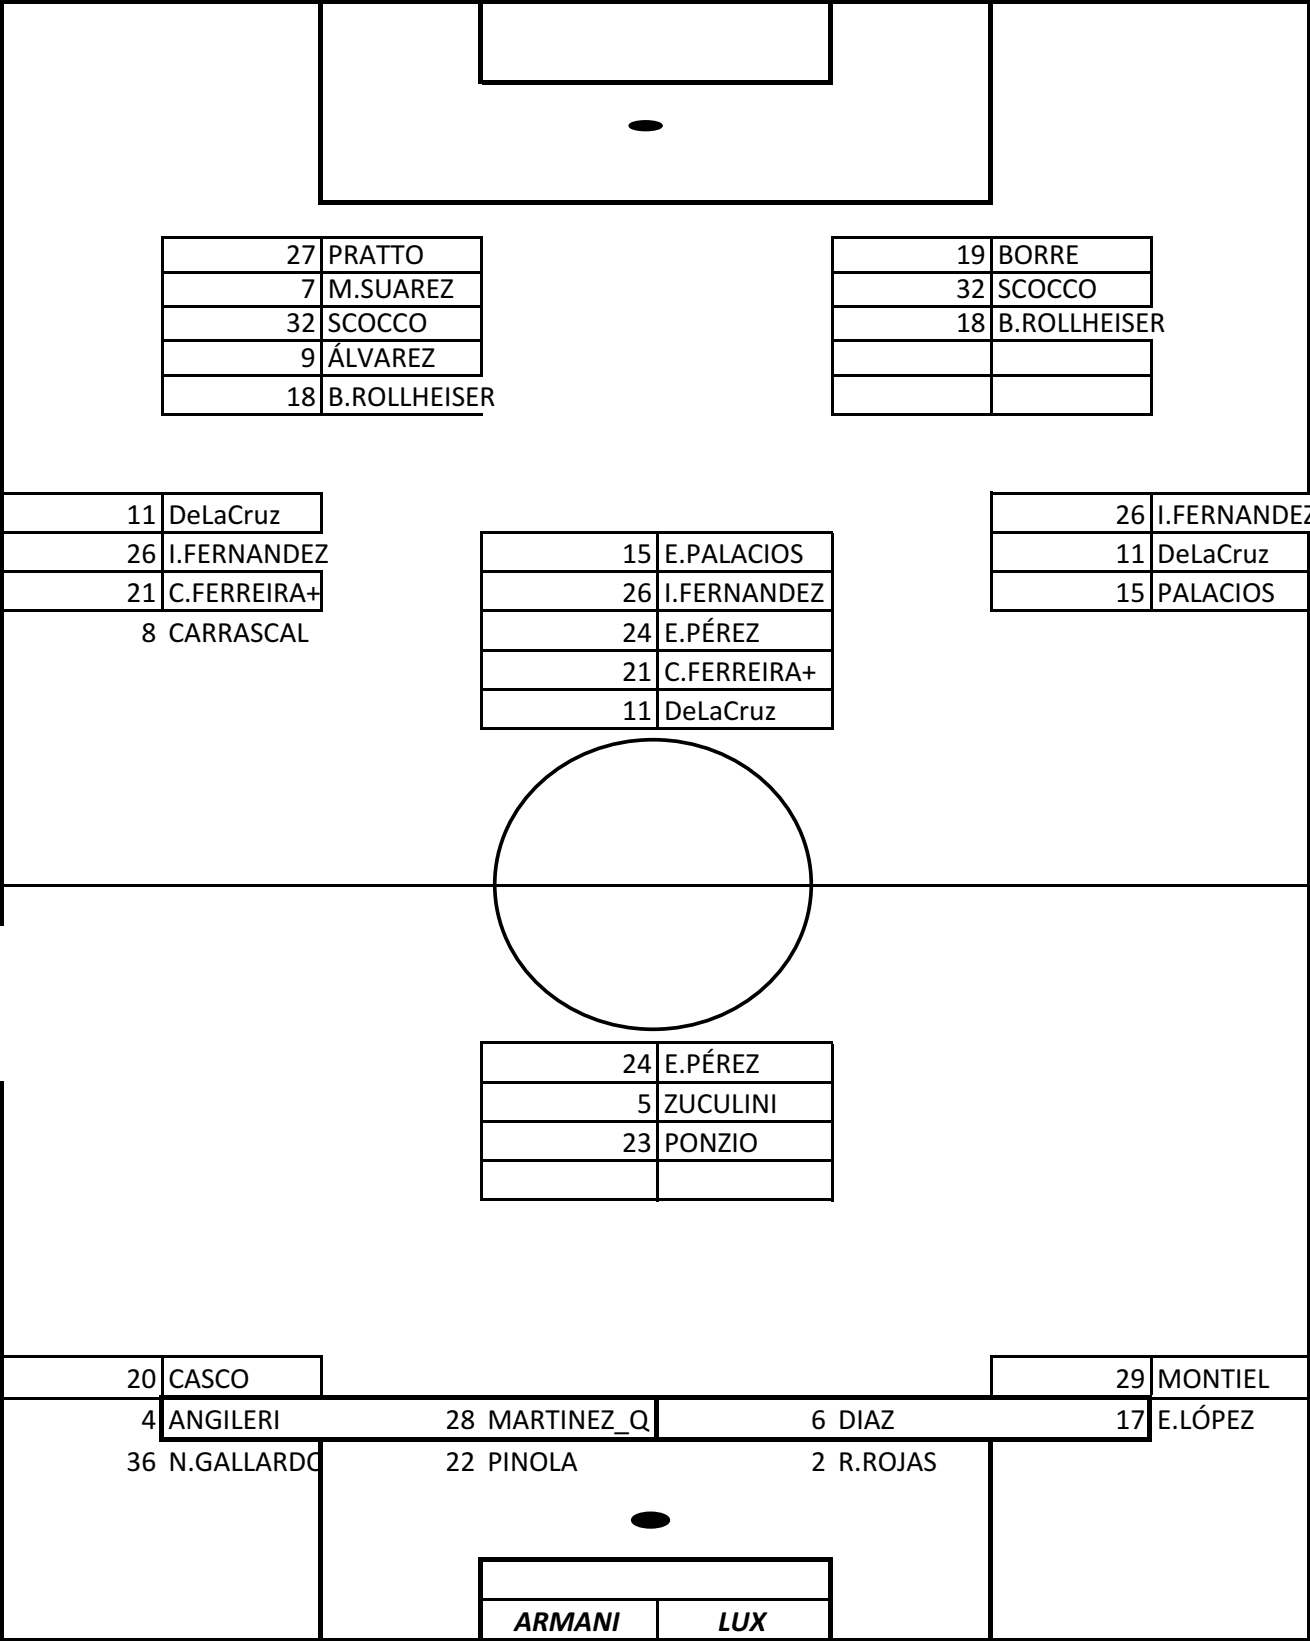 27 PRATTO 19 BORRE
7 M.SUAREZ 32 SCOCCO
32 SCOCCO 18 B.ROLLHEISER
9 ÁLVAREZ
18 B.ROLLHEISER
11 DeLaCruz 26 I.FERNANDEZ
26 I.FERNANDEZ 15 E.PALACIOS 11 DeLaCruz
21 C.FERREIRA+ 26 I.FERNANDEZ 15 PALACIOS
8 CARRASCAL 24 E.PÉREZ
21 C.FERREIRA+
11 DeLaCruz
24 E.PÉREZ
5 ZUCULINI
23 PONZIO
20 CASCO 29 MONTIEL
4 ANGILERI 28 MARTINEZ_Q 6 DIAZ 17 E.LÓPEZ
36 N.GALLARDO 22 PINOLA 2 R.ROJAS
ARMANI LUX